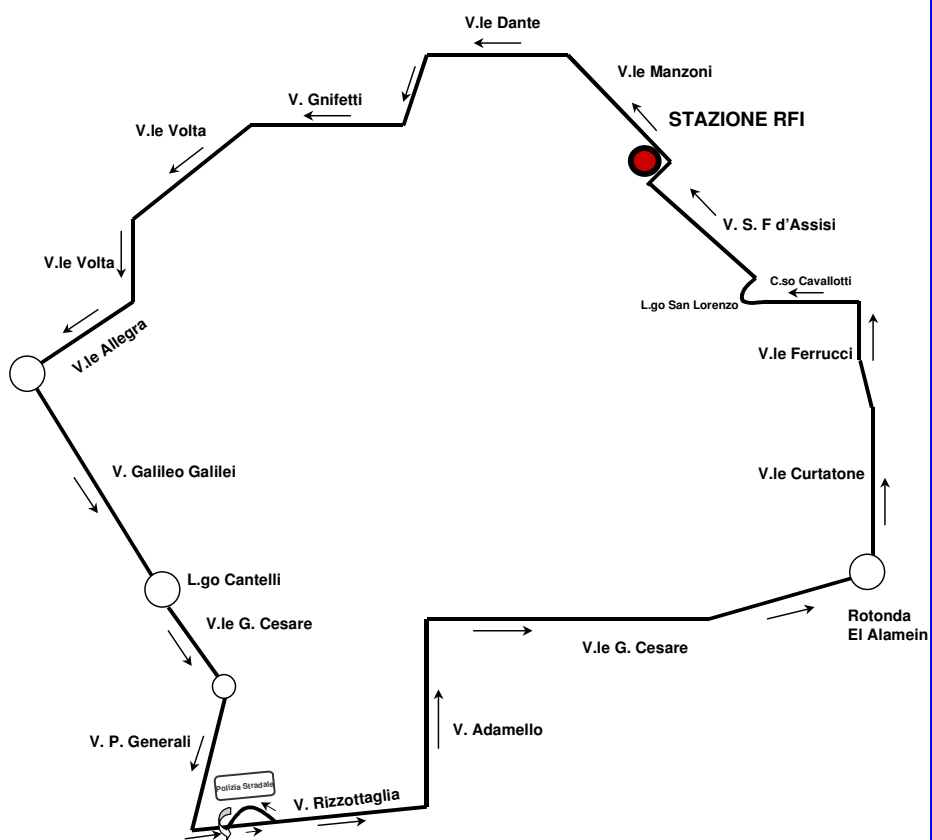 V.le Dante
V.le Manzoni
V. Gnifetti
STAZIONE RFI
V.le Volta
V. S. F d’Assisi
V.le Volta
C.so Cavallotti
L.go San Lorenzo
V.le Allegra
V.le Ferrucci
V. Galileo Galilei
V.le Curtatone
L.go Cantelli
V.le G. Cesare
Rotonda
El Alamein
V.le G. Cesare
V. Adamello
V. P. Generali
Polizia Stradale
V. Rizzottaglia